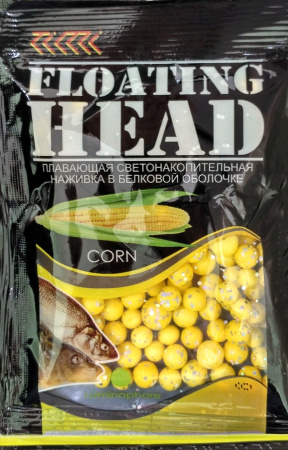 FLOATING
HEAD
ПЛАВАЮЩАЯ СВЕТОНАКОПИТЕЛЬНАЯ
НАЖИВКА В БЕЛКОВОЙ ОБОЛОЧКЕ
CORN